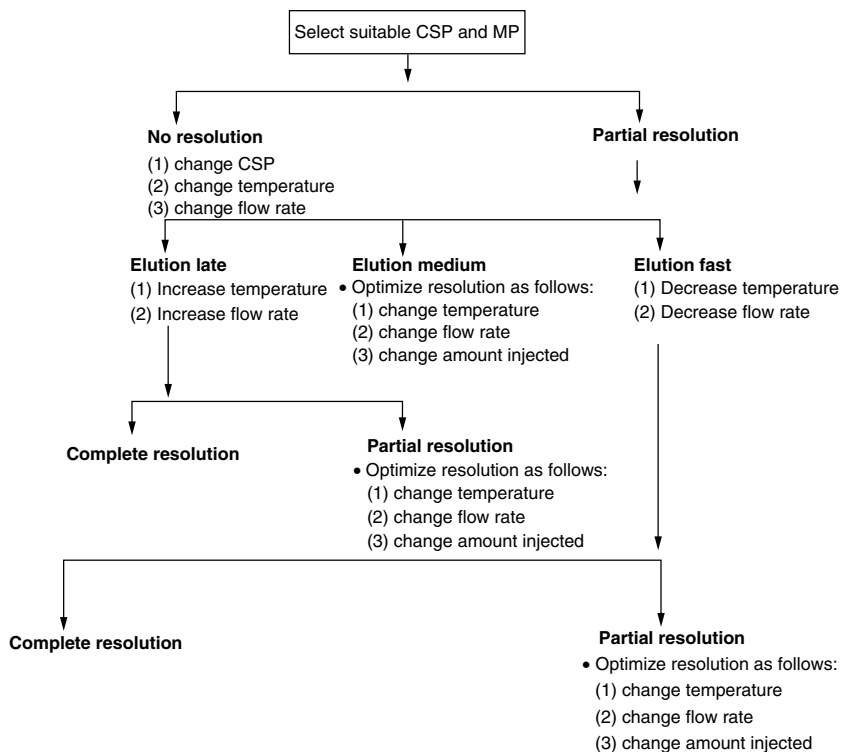 Select suitable CSP and MP
No resolution
(1) change CSP
(2) change temperature
(3) change flow rate
Partial resolution
Elution late
(1) Increase temperature
(2) Increase flow rate
Elution medium
• Optimize resolution as follows:
(1) change temperature
(2) change flow rate
(3) change amount injected
Elution fast
(1) Decrease temperature
(2) Decrease flow rate
Complete resolution
Partial resolution
• Optimize resolution as follows:
(1) change temperature
(2) change flow rate
(3) change amount injected
Complete resolution
Partial resolution
• Optimize resolution as follows:
(1) change temperature
(2) change flow rate
(3) change amount injected